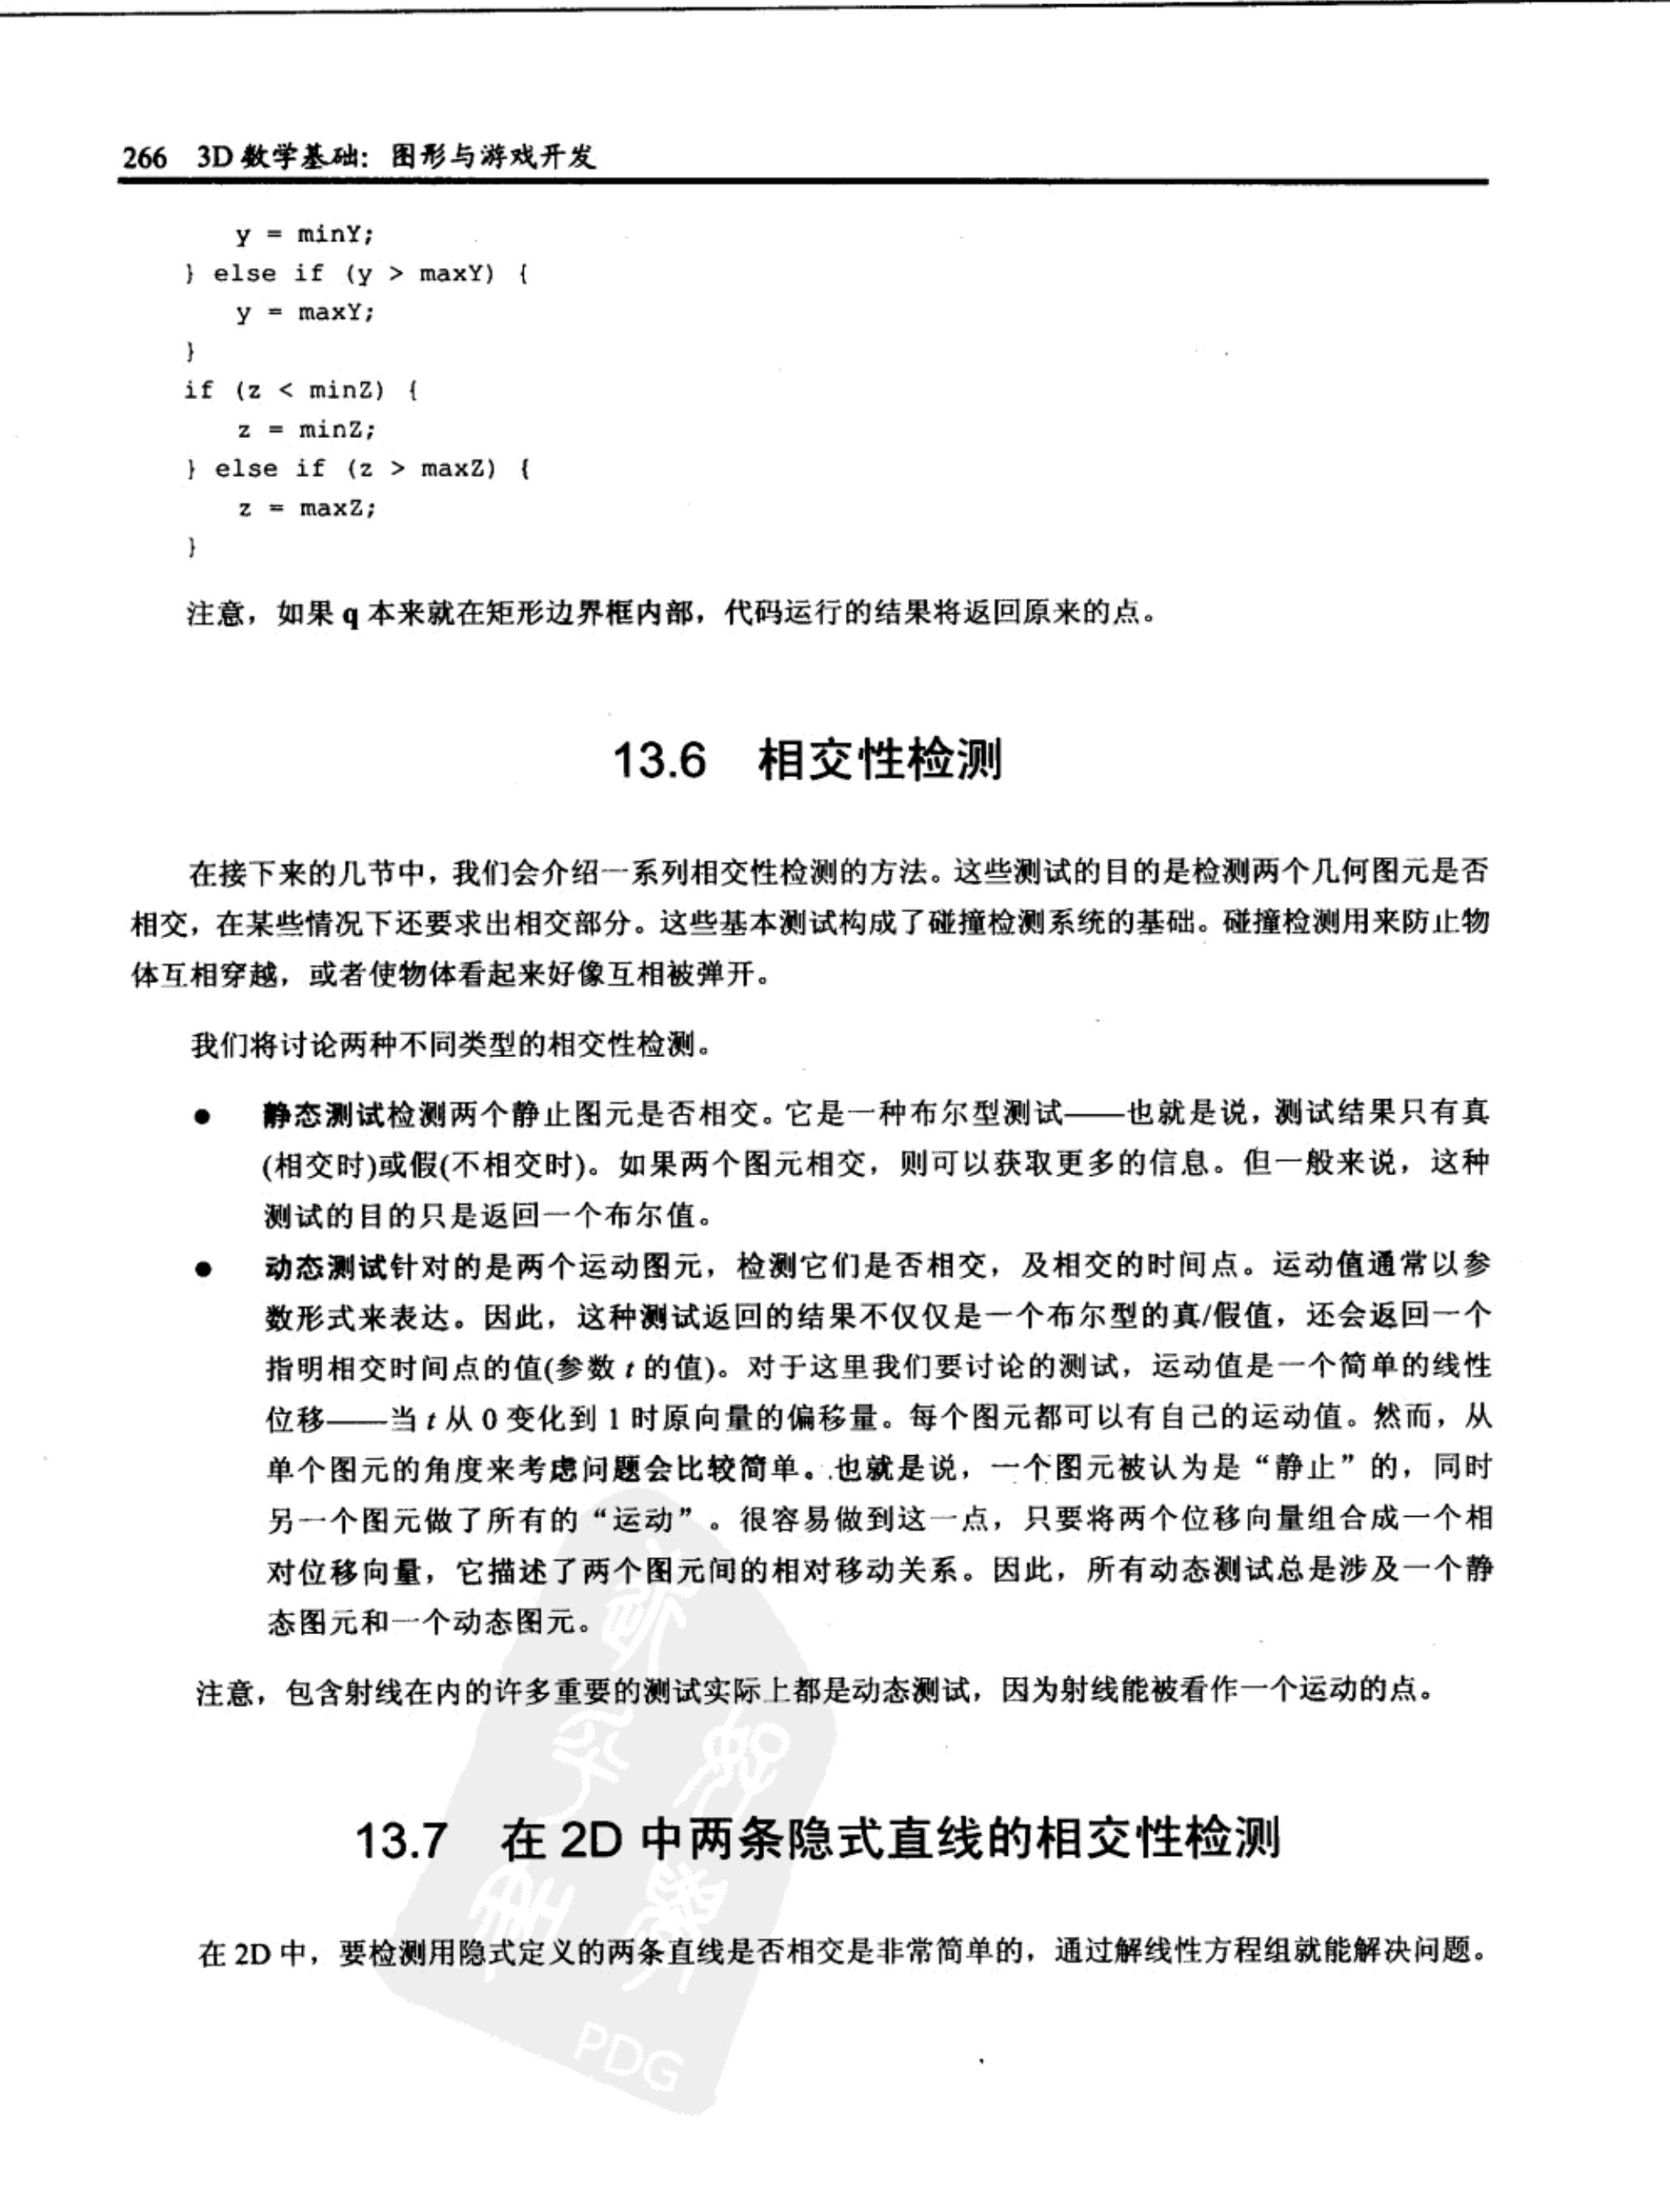 266 3D 数学基础：图形与游戏开发
y = minY;
} else if (y > maxY) {
y = maxY;
}
if (z < minZ) {
z = minZ;
} else if (z > maxZ) {
z = maxZ;
}
注意，如果 q 本来就在矩形边界框内部，代码运行的结果将返回原来的点。
13.6 相交性检测
在接下来的几节中，我们会介绍一系列相交性检测的方法。这些测试的目的是检测两个几何图元是否
相交，在某些情况下还要求出相交部分。这些基本测试构成了碰撞检测系统的基础。碰撞检测用来防止物
体互相穿越，或者使物体看起来好像互相被弹开。
我们将讨论两种不同类型的相交性检测。
● 静态测试检测两个静止图元是否相交。它是一种布尔型测试——也就是说，测试结果只有真
(相交时)或假(不相交时)。如果两个图元相交，则可以获取更多的信息。但一般来说，这种
测试的目的只是返回一个布尔值。
● 动态测试针对的是两个运动图元，检测它们是否相交，及相交的时间点。运动值通常以参
数形式来表达。因此，这种测试返回的结果不仅仅是一个布尔型的真/假值，还会返回一个
指明相交时间点的值(参数 t 的值)。对于这里我们要讨论的测试，运动值是一个简单的线性
位移——当 t 从 0 变化到 1 时原向量的偏移量。每个图元都可以有自己的运动值。然而，从
单个图元的角度来考虑问题会比较简单。也就是说，一个图元被认为是“静止”的，同时
另一个图元做了所有的“运动”。很容易做到这一点，只要将两个位移向量组合成一个相
对位移向量，它描述了两个图元间的相对移动关系。因此，所有动态测试总是涉及一个静
态图元和一个动态图元。
注意，包含射线在内的许多重要的测试实际上都是动态测试，因为射线能被看作一个运动的点。
13.7 在 2D 中两条隐式直线的相交性检测
在 2D 中，要检测用隐式定义的两条直线是否相交是非常简单的，通过解线性方程组就能解决问题。
PDG